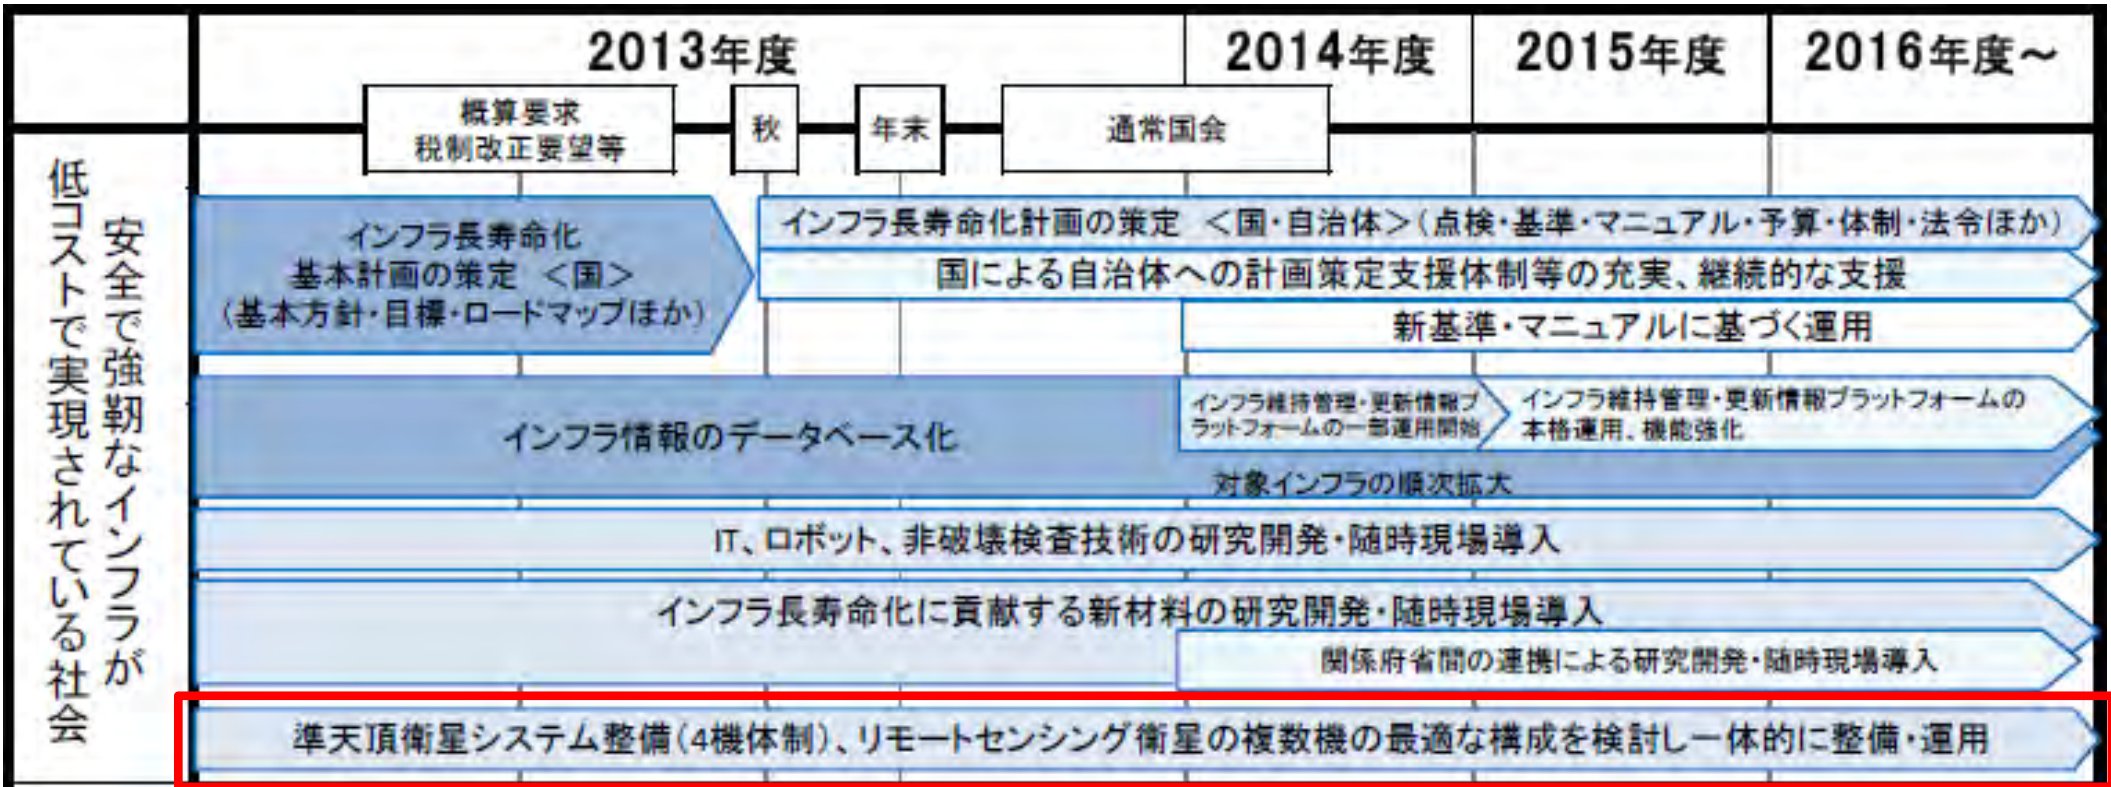 2013年度
2014年度
2015年度
2016年度～
概算要求
税制改正要望等
秋
年末
通常国会
安全で強靭なインフラが
低コストで実現されている社会
インフラ長寿命化
基本計画の策定 ＜国＞
(基本方針・目標・ロードマップほか)
インフラ長寿命化計画の策定 ＜国・自治体＞(点検・基準・マニュアル・予算・体制・法令ほか)
国による自治体への計画策定支援体制等の充実、継続的な支援
新基準・マニュアルに基づく運用
インフラ情報のデータベース化
インフラ維持管理・更新情報プ
ラットフォームの一部運用開始
インフラ維持管理・更新情報プラットフォームの
本格運用、機能強化
対象インフラの順次拡大
IT、ロボット、非破壊検査技術の研究開発・随時現場導入
インフラ長寿命化に貢献する新材料の研究開発・随時現場導入
関係府省間の連携による研究開発・随時現場導入
準天頂衛星システム整備(4機体制)、リモートセンシング衛星の複数機の最適な構成を検討し一体的に整備・運用